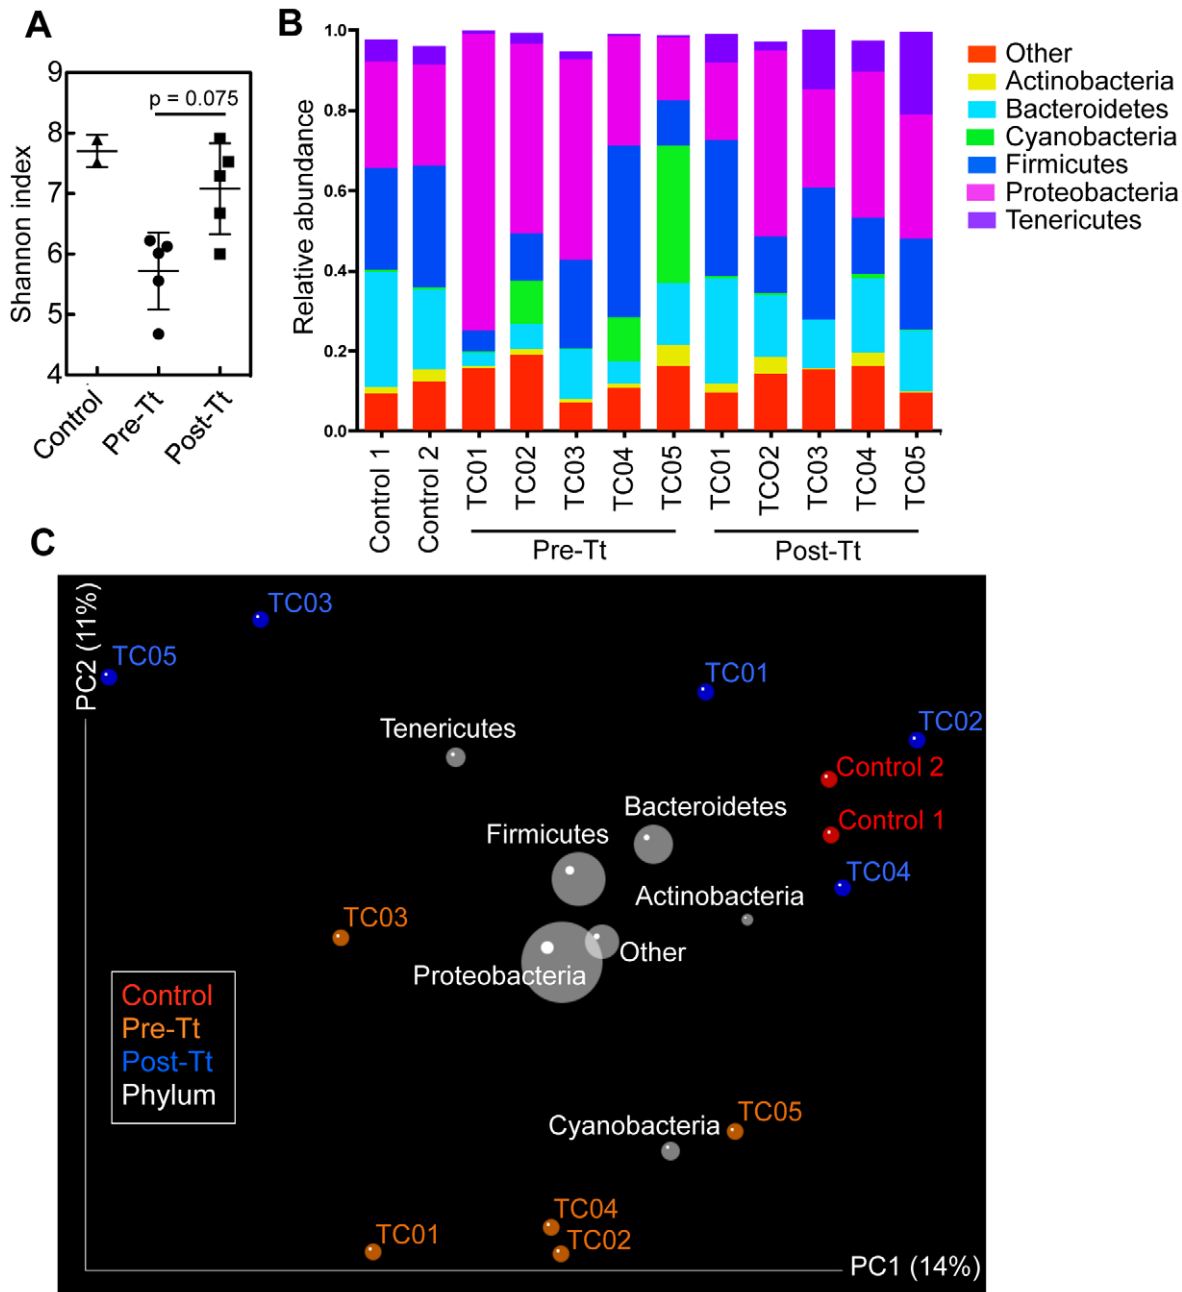 A
9
8
7
6
5
4
Shannon index
p = 0.075
Control
Pre-Tt
Post-Tt
B
1.0
0.8
0.6
0.4
0.2
0.0
Relative abundance
Control 1
Control 2
TC01
TC02
TC03
TC04
TC05
TC01
TCO2
TC03
TC04
TC05
Pre-Tt
Post-Tt
Other
Actinobacteria
Bacteroidetes
Cyanobacteria
Firmicutes
Proteobacteria
Tenericutes
C
PC2 (11%)
TC03
TC05
TC01
TC02
Tenericutes
Control 2
Bacteroidetes
Control 1
Firmicutes
TC04
Actinobacteria
TC03
Other
Proteobacteria
Control
Pre-Tt
Post-Tt
Phylum
TC05
Cyanobacteria
TC04
TC01
TC02
PC1 (14%)